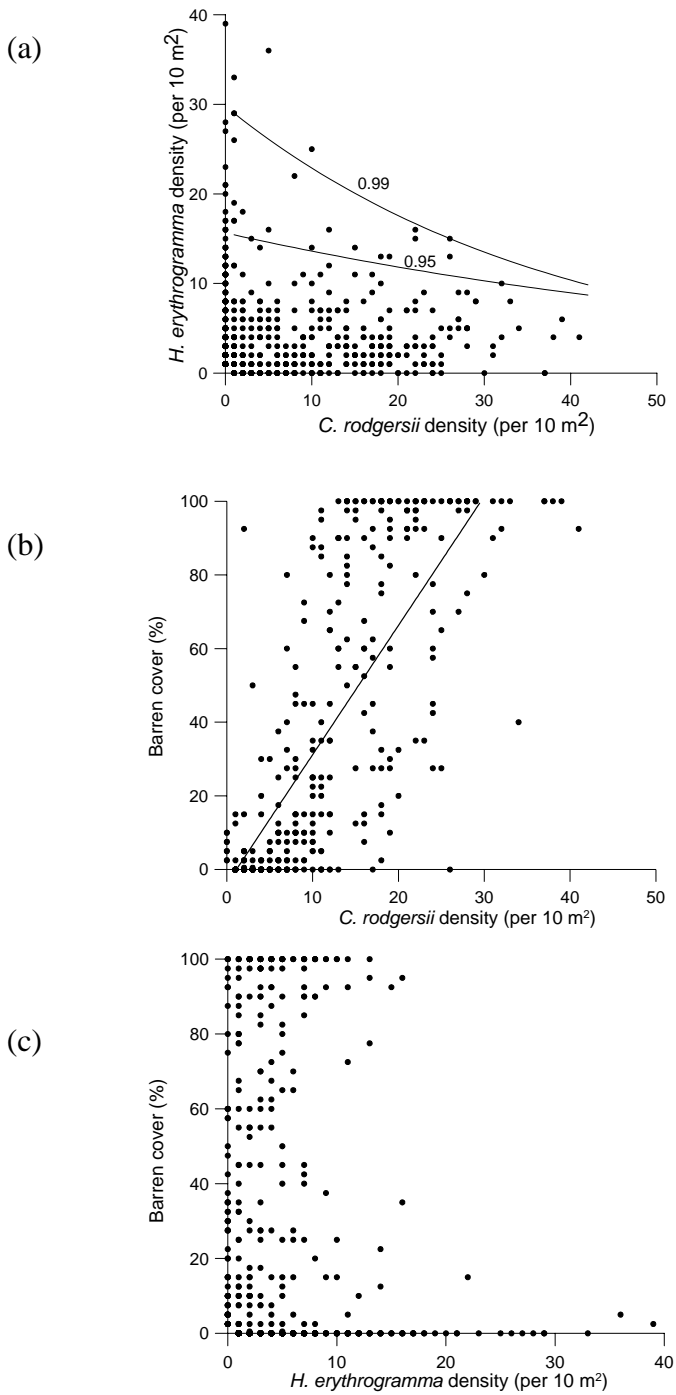 (a)
H. erythrogramma density (per 10 m²)
50
40
30
20
10
0
0.99
0.95
0 10 20 30 40 50
C. rodgersii density (per 10 m²)
(b)
Barren cover (%)
100
80
60
40
20
0
0 10 20 30 40 50
C. rodgersii density (per 10 m²)
(c)
Barren cover (%)
100
80
60
40
20
0
0 10 20 30 40
H. erythrogramma density (per 10 m²)